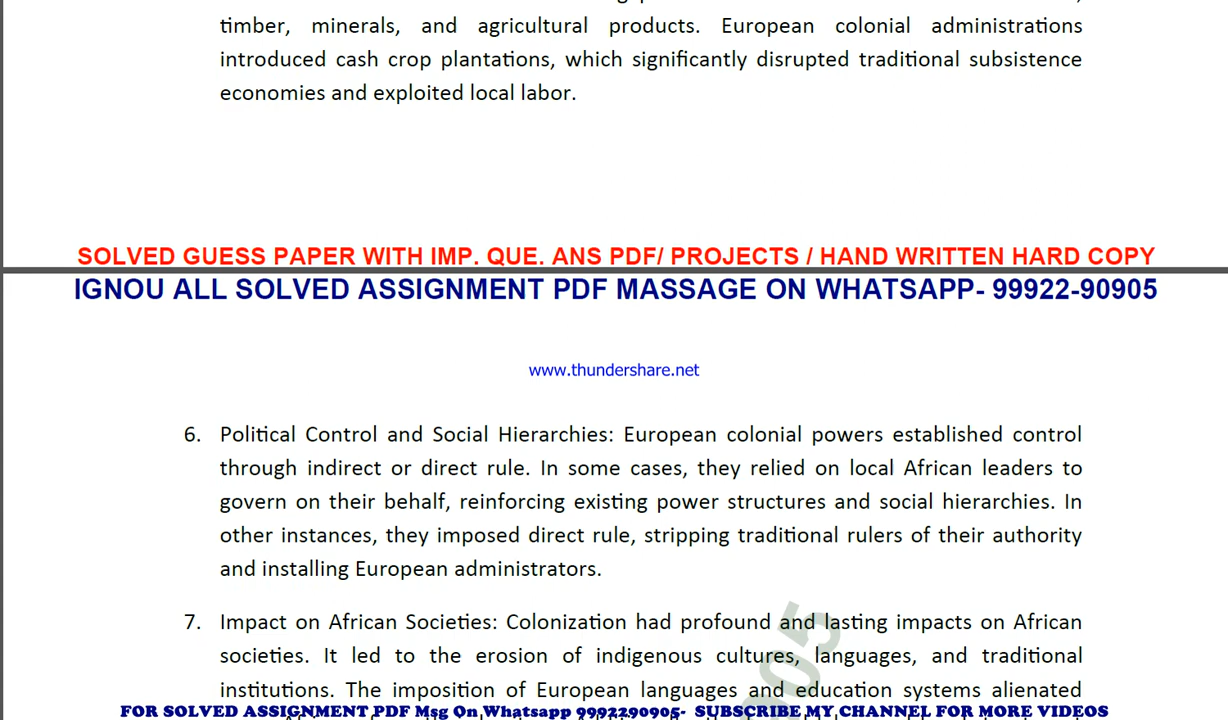 timber, minerals, and agricultural products. European colonial administrations
introduced cash crop plantations, which significantly disrupted traditional subsistence
economies and exploited local labor.
SOLVED GUESS PAPER WITH IMP. QUE. ANS PDF/ PROJECTS / HAND WRITTEN HARD COPY
IGNOU ALL SOLVED ASSIGNMENT PDF MASSAGE ON WHATSAPP- 99922-90905
www.thundershare.net
6. Political Control and Social Hierarchies: European colonial powers established control
through indirect or direct rule. In some cases, they relied on local African leaders to
govern on their behalf, reinforcing existing power structures and social hierarchies. In
other instances, they imposed direct rule, stripping traditional rulers of their authority
and installing European administrators.
7. Impact on African Societies: Colonization had profound and lasting impacts on African
societies. It led to the erosion of indigenous cultures, languages, and traditional
institutions. The imposition of European languages and education systems alienated
FOR SOLVED ASSIGNMENT PDF Msg On Whatsapp 9992290905- SUBSCRIBE MY CHANNEL FOR MORE VIDEOS